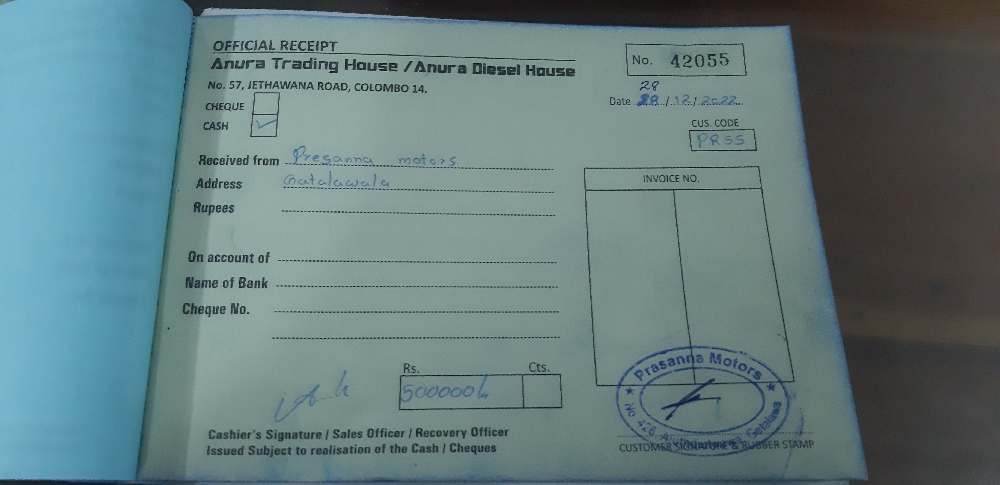 OFFICIAL RECEIPT
Anura Trading House / Anura Diesel House
No. 57, JETHAWANA ROAD, COLOMBO 14.
No. 42055
28
Date 28/12/2022
CHEQUE
CASH ✓
CUS. CODE
PRSS
Received from Presanna motors
Address Gatalawala
Rupees
INVOICE NO.
On account of
Name of Bank
Cheque No.
Rs. Cts.
Prasanna Motors
No 426
Cashier's Signature / Sales Officer / Recovery Officer
Issued Subject to realisation of the Cash / Cheques
CUSTOMER SIGNATURE & RUBBER STAMP